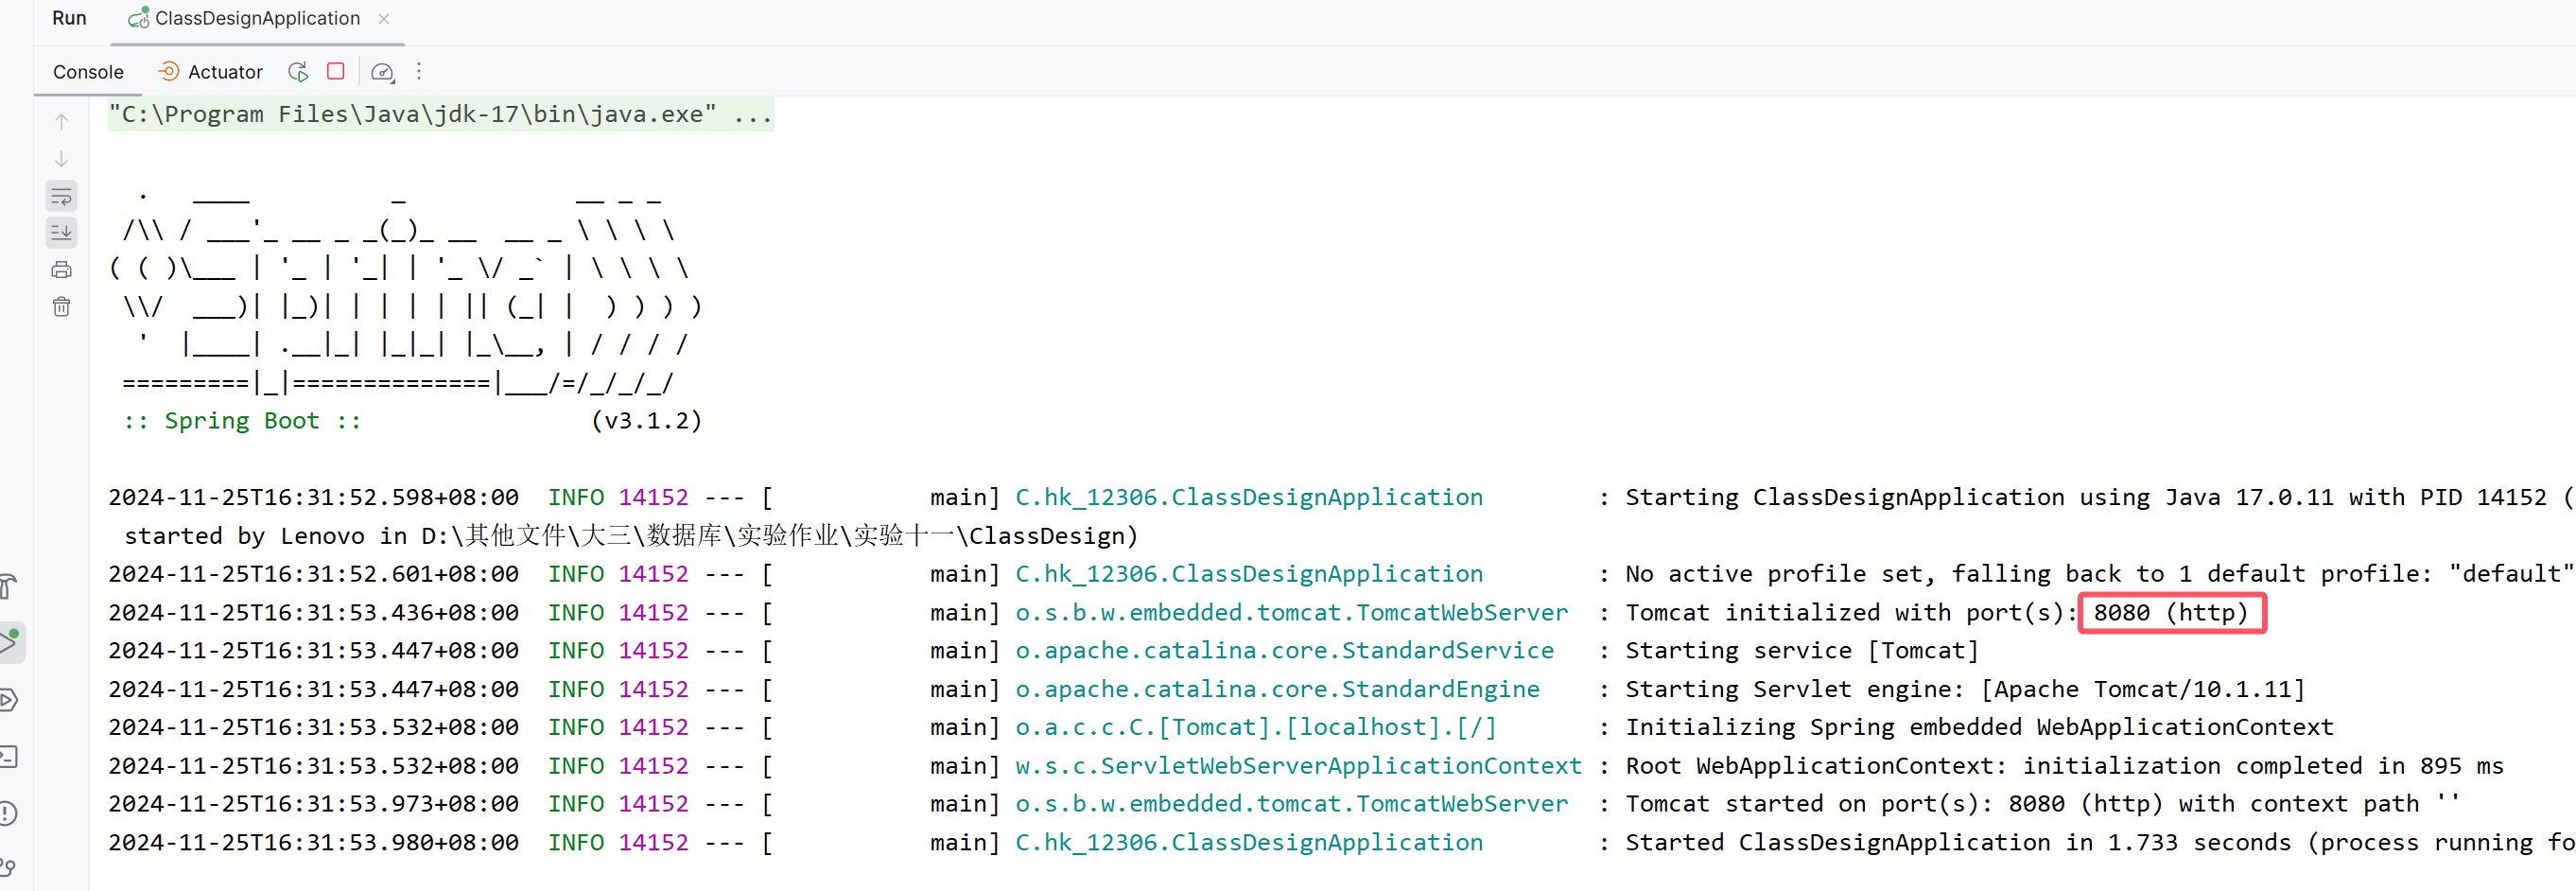 Run ClassDesignApplication
Console Actuator
"C:\Program Files\Java\jdk-17\bin\java.exe" ...
  .   ____          _            __ _ _
 /\\ / ___'_ __ _ _(_)_ __  __ _ \ \ \ \
( ( )\___ | '_ | '_| | '_ \/ _` | \ \ \ \
 \\/  ___)| |_)| | | | | || (_| |  ) ) ) )
  '  |____| .__|_| |_|_| |_\__, | / / / /
 =========|_|==============|___/=/_/_/_/
 :: Spring Boot ::                (v3.1.2)
2024-11-25T16:31:52.598+08:00  INFO 14152 --- [           main] C.hk_12306.ClassDesignApplication        : Starting ClassDesignApplication using Java 17.0.11 with PID 14152 (
 started by Lenovo in D:\其他文件\大三\数据库\实验作业\实验十一\ClassDesign)
2024-11-25T16:31:52.601+08:00  INFO 14152 --- [           main] C.hk_12306.ClassDesignApplication        : No active profile set, falling back to 1 default profile: "default"
2024-11-25T16:31:53.436+08:00  INFO 14152 --- [           main] o.s.b.w.embedded.tomcat.TomcatWebServer  : Tomcat initialized with port(s): 8080 (http)
2024-11-25T16:31:53.447+08:00  INFO 14152 --- [           main] o.apache.catalina.core.StandardService   : Starting service [Tomcat]
2024-11-25T16:31:53.447+08:00  INFO 14152 --- [           main] o.apache.catalina.core.StandardEngine    : Starting Servlet engine: [Apache Tomcat/10.1.11]
2024-11-25T16:31:53.532+08:00  INFO 14152 --- [           main] o.a.c.c.C.[Tomcat].[localhost].[/]       : Initializing Spring embedded WebApplicationContext
2024-11-25T16:31:53.532+08:00  INFO 14152 --- [           main] w.s.c.ServletWebServerApplicationContext : Root WebApplicationContext: initialization completed in 895 ms
2024-11-25T16:31:53.973+08:00  INFO 14152 --- [           main] o.s.b.w.embedded.tomcat.TomcatWebServer  : Tomcat started on port(s): 8080 (http) with context path ''
2024-11-25T16:31:53.980+08:00  INFO 14152 --- [           main] C.hk_12306.ClassDesignApplication        : Started ClassDesignApplication in 1.733 seconds (process running fo